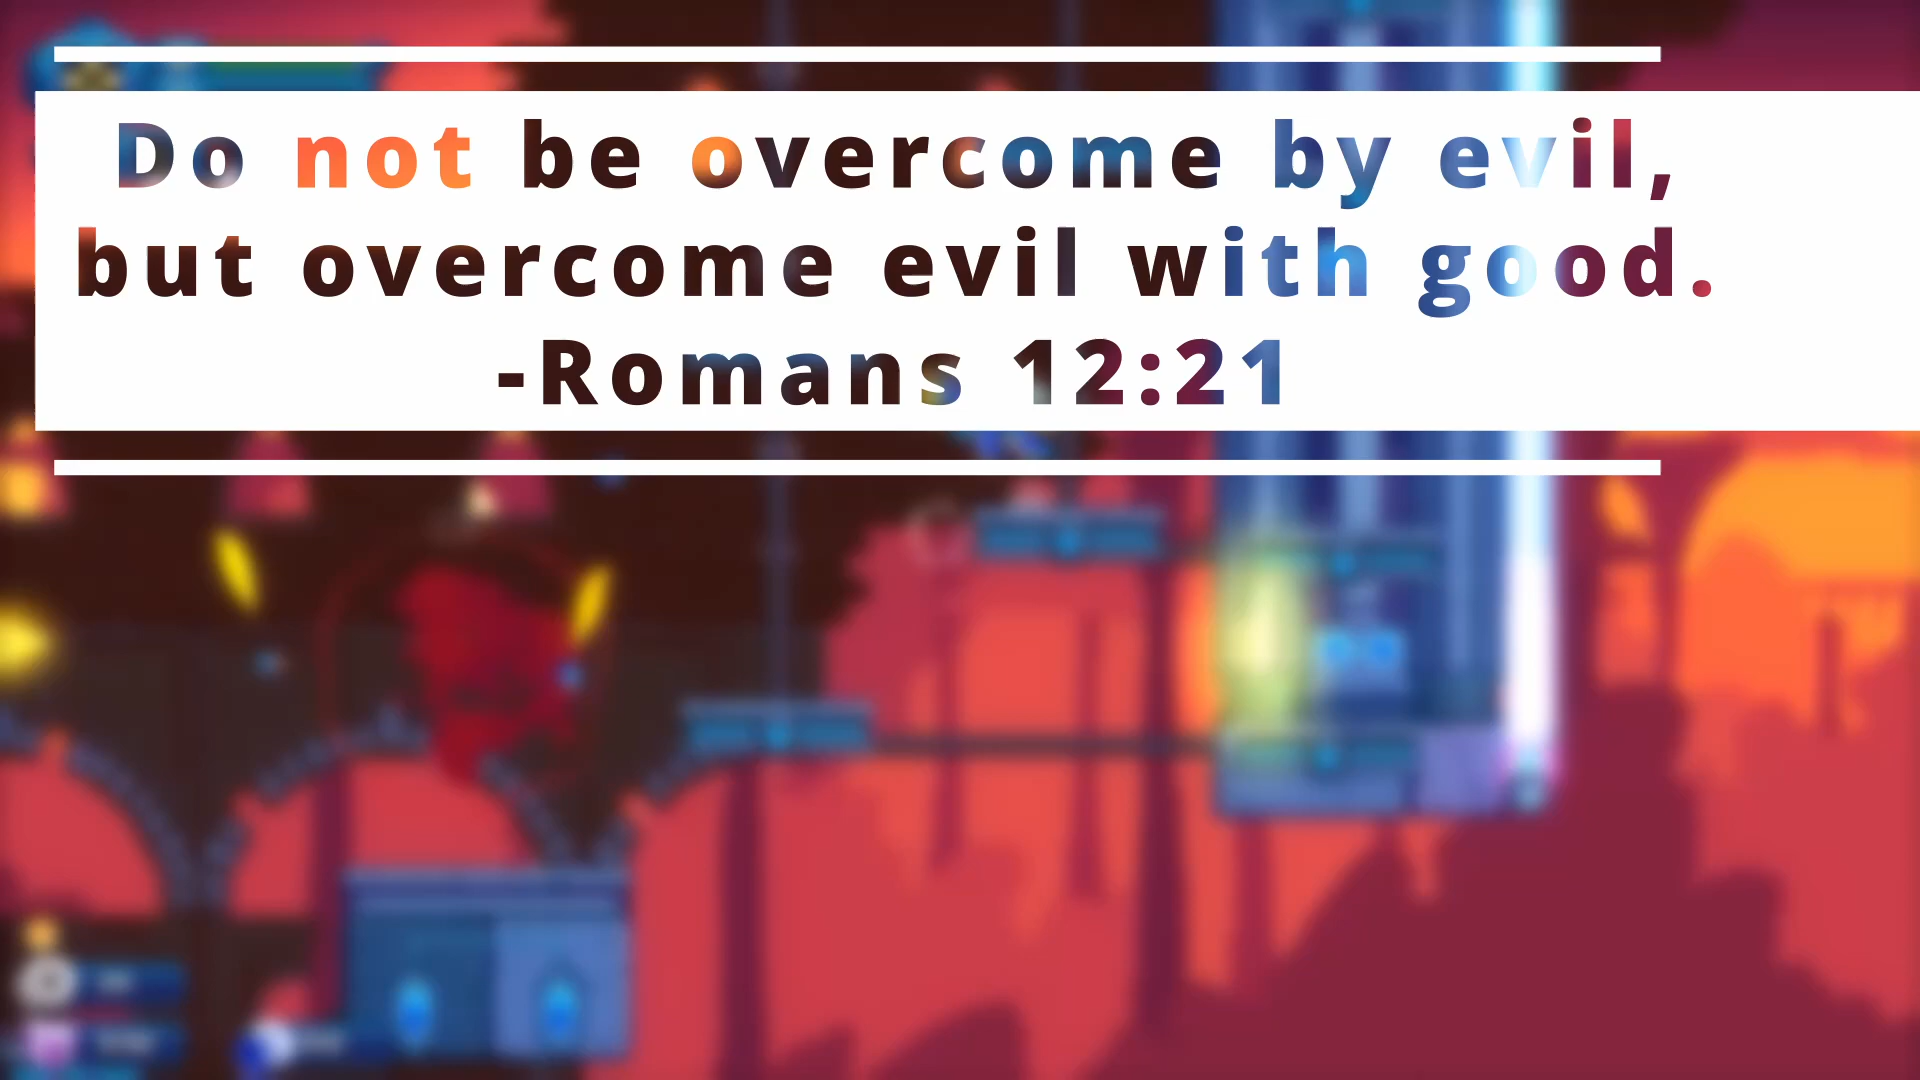 Do not be overcome by evil,
but overcome evil with good.
-Romans 12:21